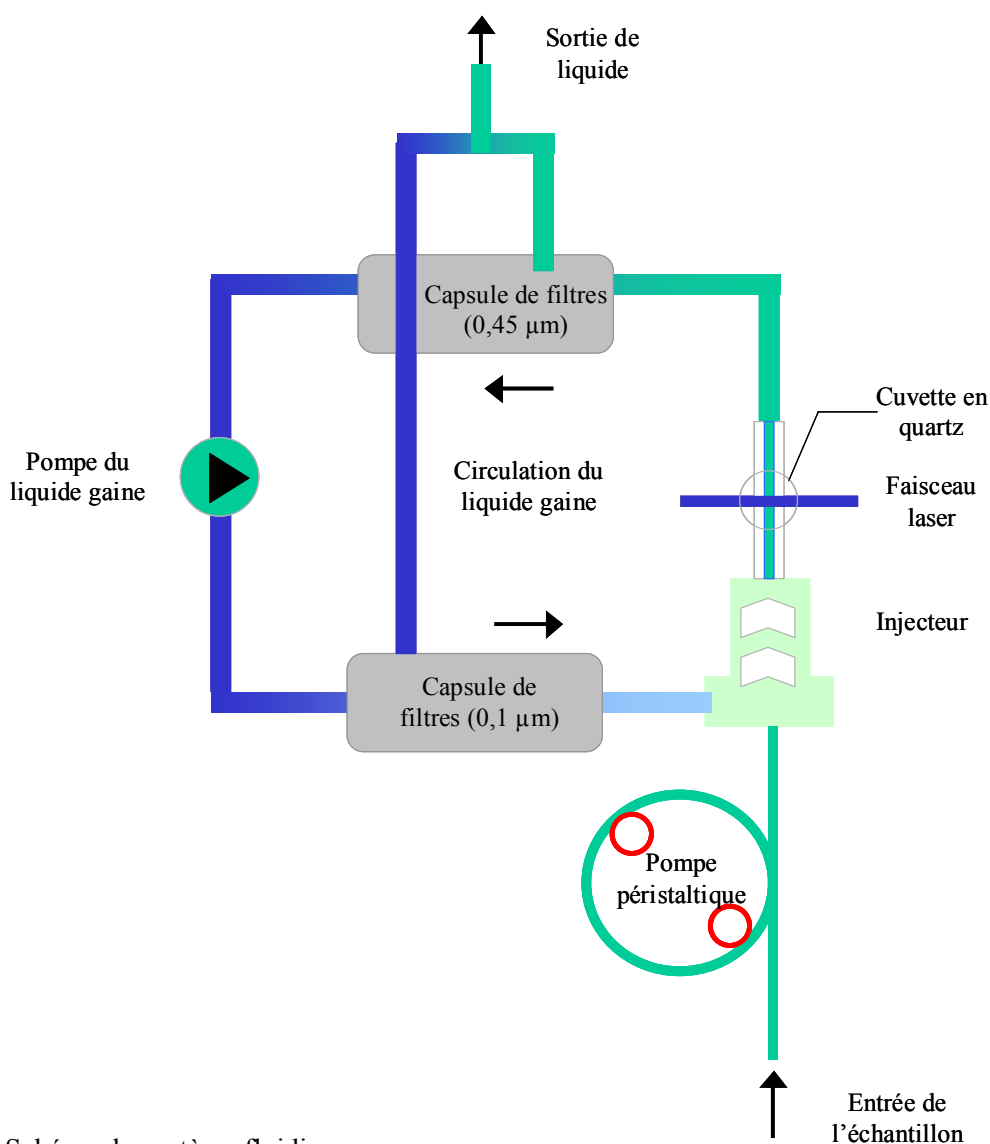 Sortie de
liquide
Capsule de filtres
(0,45 µm)
Cuvette en
quartz
Pompe du
liquide gaine
Circulation du
liquide gaine
Faisceau
laser
Injecteur
Capsule de
filtres (0,1 µm)
Pompe
péristaltique
Entrée de
l’échantillon